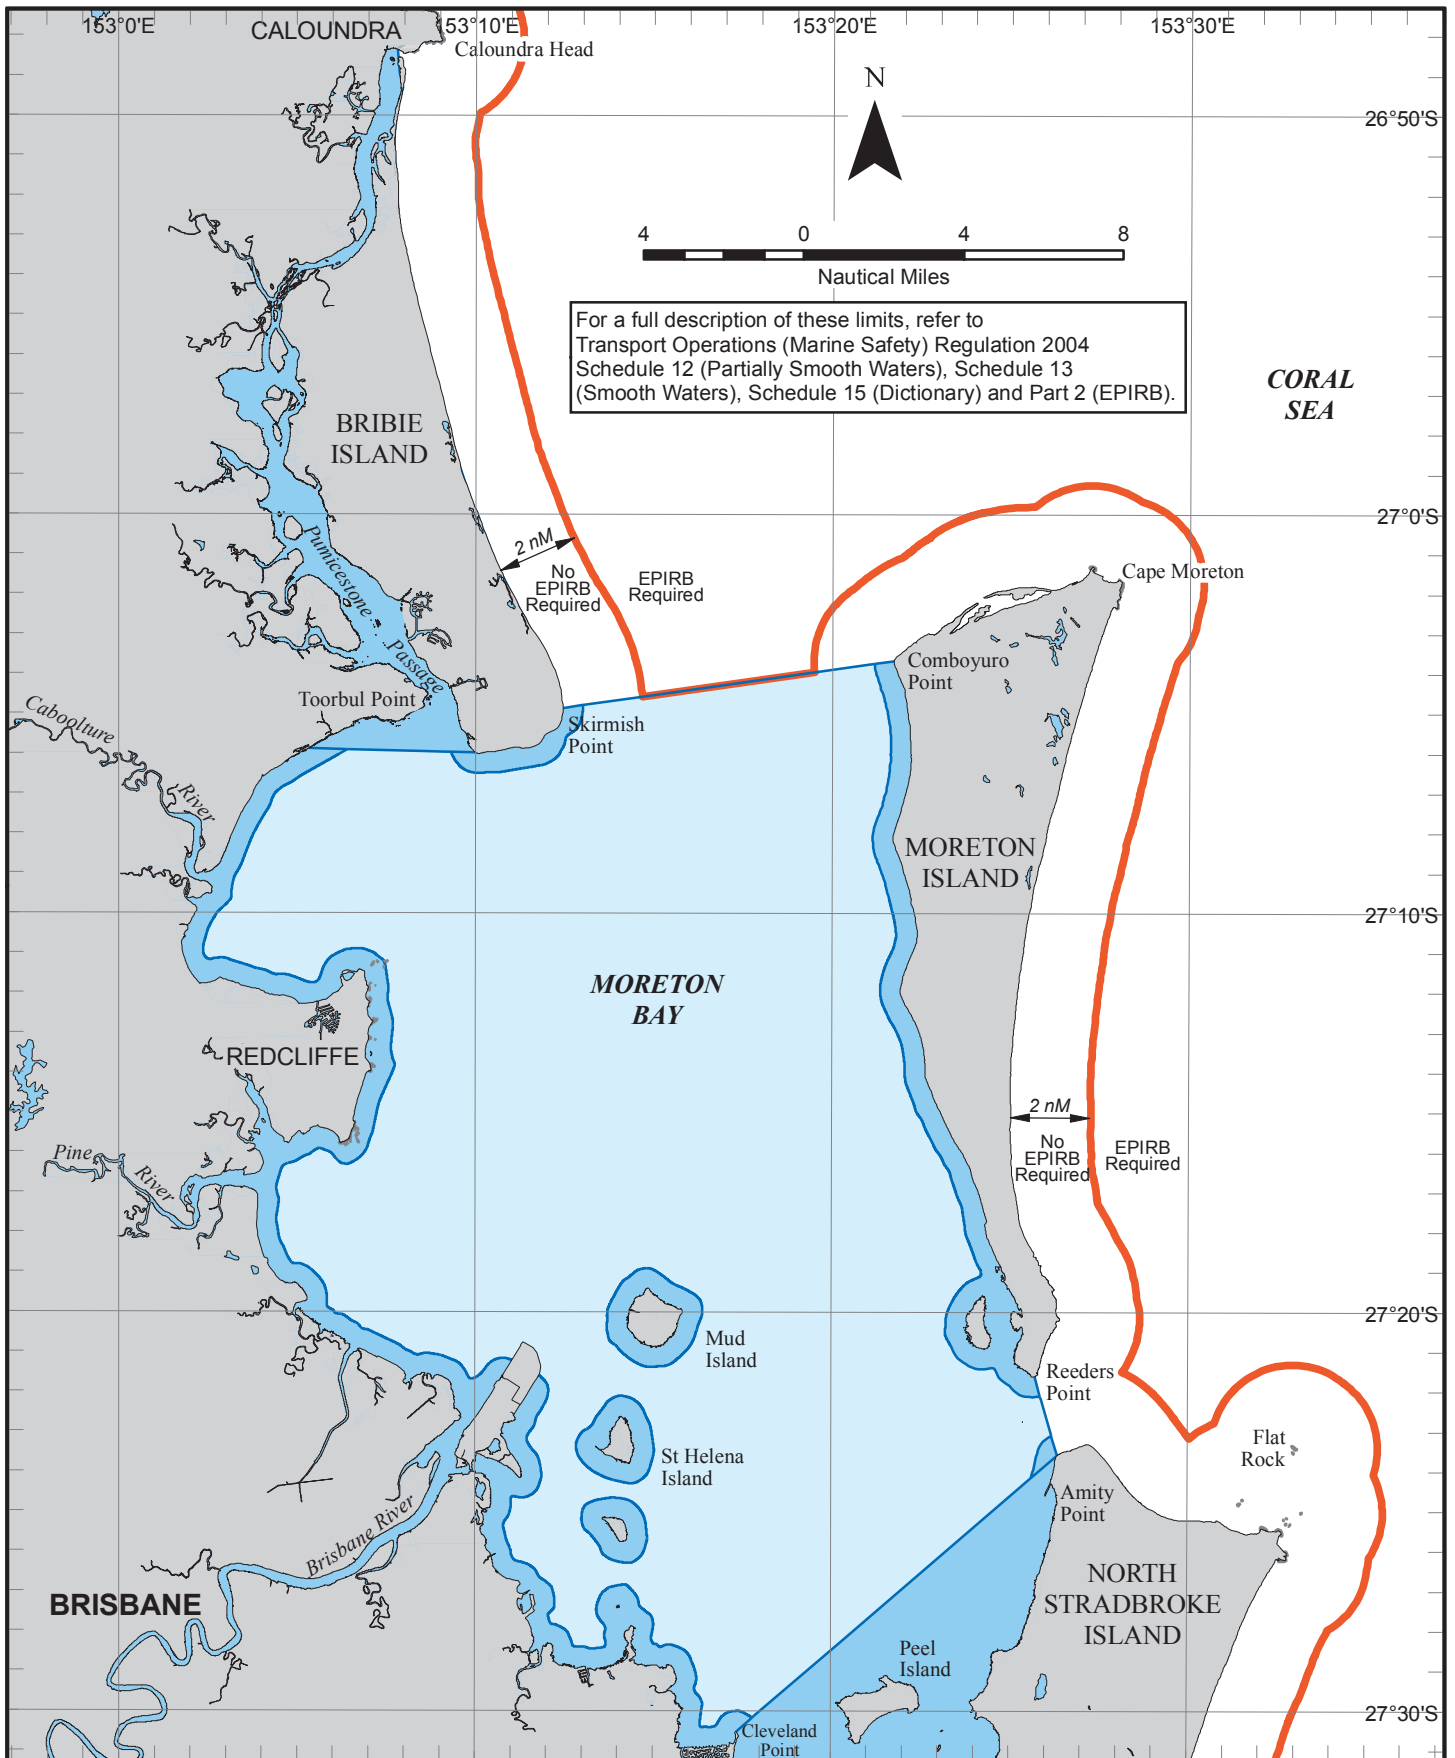 153°0'E
CALOUNDRA
153°10'E
153°20'E
153°30'E
Caloundra Head
N
26°50'S
4 0 4 8
Nautical Miles
For a full description of these limits, refer to
Transport Operations (Marine Safety) Regulation 2004
Schedule 12 (Partially Smooth Waters), Schedule 13
(Smooth Waters), Schedule 15 (Dictionary) and Part 2 (EPIRB).
CORAL
SEA
BRIBIE
ISLAND
27°0'S
Pumicestone
Passage
2 nM
No
EPIRB
Required
EPIRB
Required
Cape Moreton
Comboyuro
Point
Toorbul Point
Skirmish
Point
Caboolture
River
MORETON
ISLAND
27°10'S
MORETON
BAY
REDCLIFFE
2 nM
No
EPIRB
Required
EPIRB
Required
Pine
River
27°20'S
Mud
Island
Reeders
Point
Flat
Rock
St Helena
Island
Amity
Point
Brisbane River
BRISBANE
NORTH
STRADBROKE
ISLAND
Peel
Island
27°30'S
Cleveland
Point